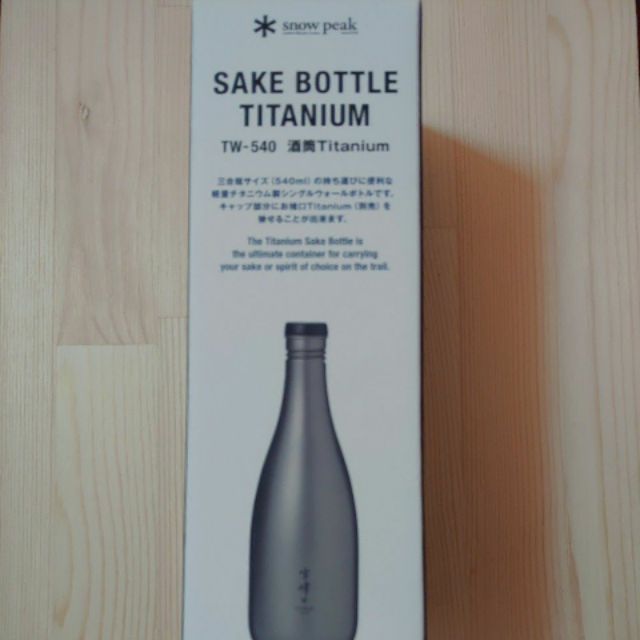 snow peak
SAKE BOTTLE
TITANIUM
TW-540 酒筒Titanium
三合瓶サイズ（540ml）の持ち運びに便利な
軽量チタニウム製シングルウォールボトルです。
キャップ部分にお猪口Titanium（別売）を
被せることが出来ます。
The Titanium Sake Bottle is
the ultimate container for carrying
your sake or spirit of choice on the trail.
雪峰